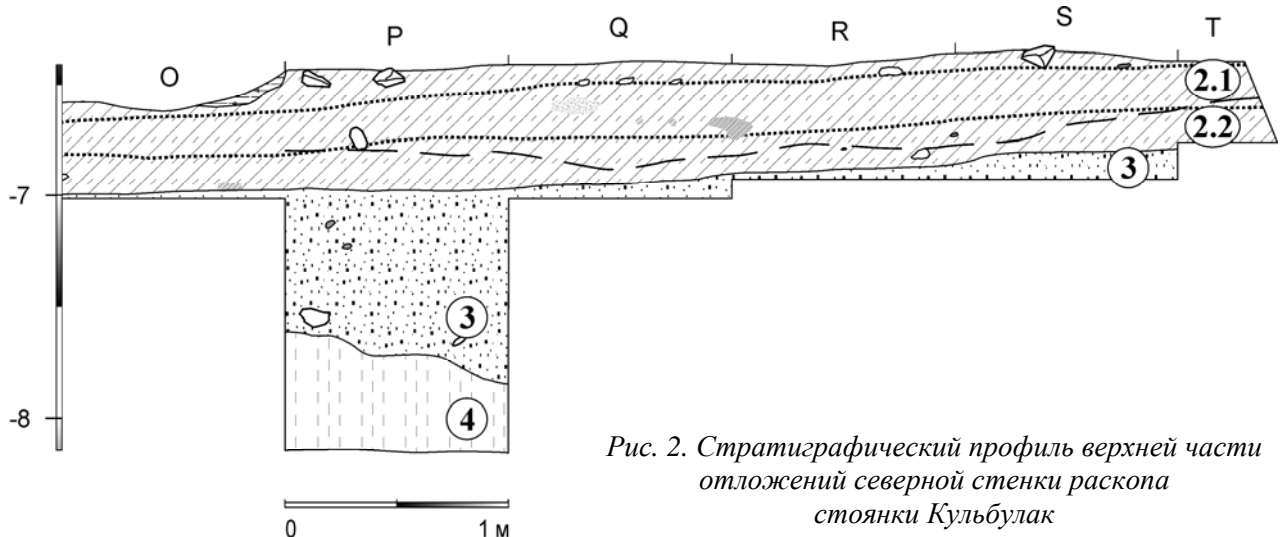 O P Q R S T
2.1
2.2
3
-7
3
4
-8
0 1 м
Рис. 2. Стратиграфический профиль верхней части
отложений северной стенки раскопа
стоянки Кульбулак